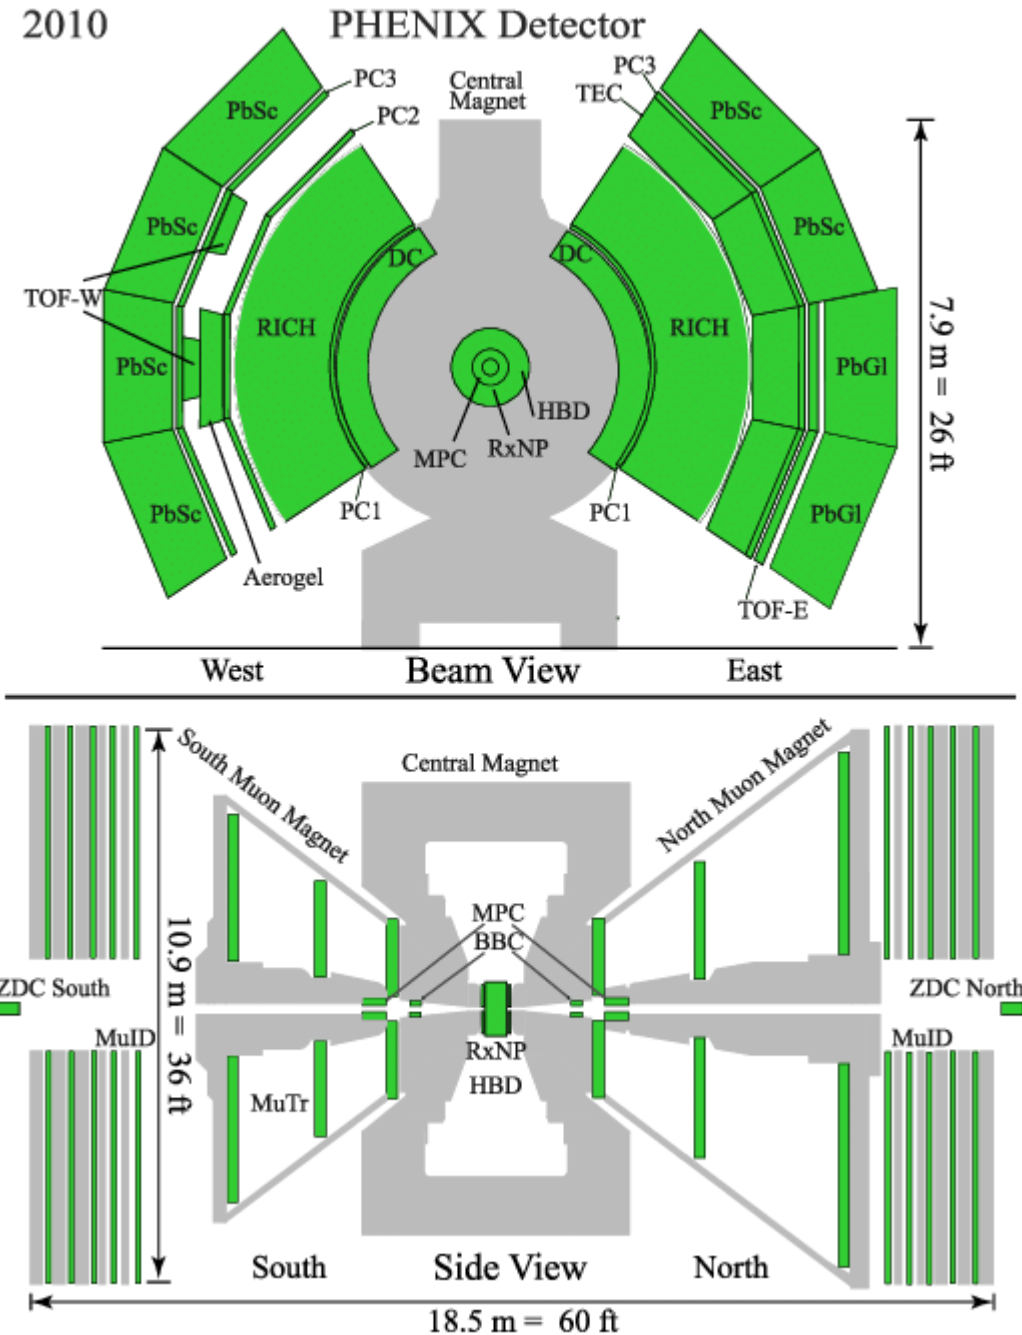 2010
PHENIX Detector
PC3
Central
Magnet
PC3
TEC
PbSc
PC2
PbSc
PbSc
DC
DC
PbSc
TOF-W
RICH
RICH
PbSc
PbGl
HBD
MPC
RxNP
7.9 m = 26 ft
PbSc
PC1
PC1
PbGl
Aerogel
TOF-E
West
Beam View
East
South Muon Magnet
Central Magnet
North Muon Magnet
MPC
BBC
10.9 m = 36 ft
ZDC South
ZDC North
MuID
RxNP
MuID
HBD
MuTr
South
Side View
North
18.5 m = 60 ft